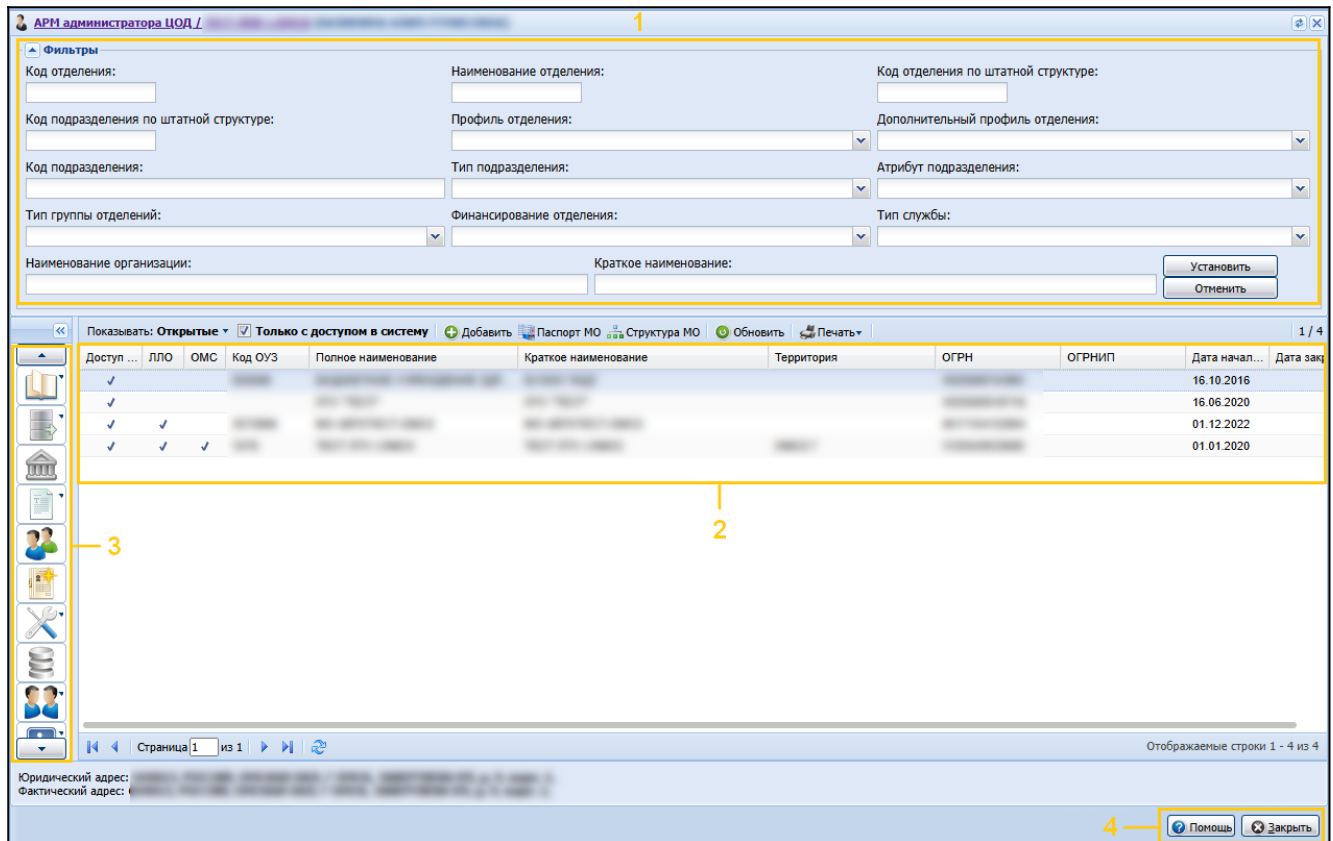 АРМ администратора ЦОД /
1
Фильтры
Код отделения: Наименование отделения: Код отделения по штатной структуре:
Код подразделения по штатной структуре: Профиль отделения: Дополнительный профиль отделения:
Код подразделения: Тип подразделения: Атрибут подразделения:
Тип группы отделений: Финансирование отделения: Тип службы:
Наименование организации: Краткое наименование: Установить
Отменить
Показывать: Открытые Только с доступом в систему Добавить Паспорт МО Структура МО Обновить Печать 1 / 4
Доступ ... ЛЛО ОМС Код ОУЗ Полное наименование Краткое наименование Территория ОГРН ОГРНИП Дата начал... Дата закр
16.10.2016
16.06.2020
01.12.2022
01.01.2020
2
3
Страница 1 из 1 Отображаемые строки 1 - 4 из 4
Юридический адрес:
Фактический адрес:
4 Помощь Закрыть